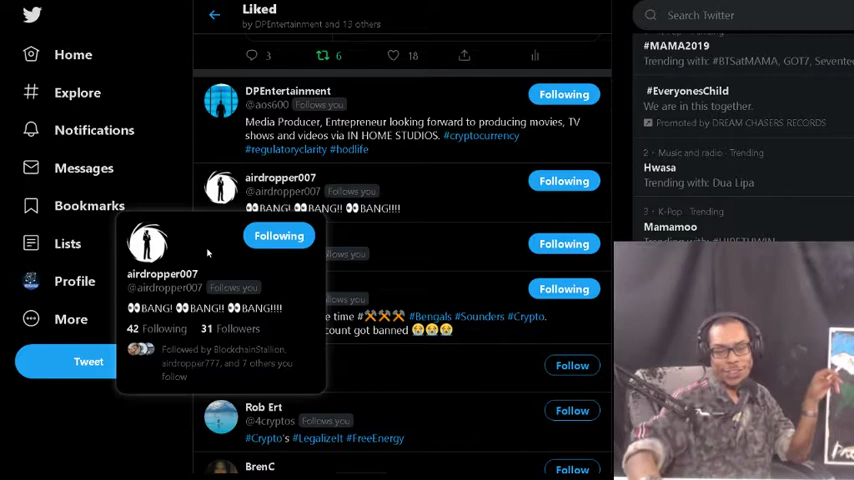 Home
Explore
Notifications
Messages
Bookmarks
Lists
Profile
More
Tweet
Liked
by DPEntertainment and 13 others
3
6
18
DPEntertainment
@aos600 Follows you
Following
Media Producer, Entrepreneur looking forward to producing movies, TV
shows and videos via IN HOME STUDIOS. #cryptocurrency
#regulatoryclarity #hodlife
airdropper007
@airdropper007 Follows you
Following
👀BANG! 👀BANG!! 👀BANG!!!!
Following
airdropper007
@airdropper007 Follows you
👀BANG! 👀BANG!! 👀BANG!!!!
42 Following 31 Followers
Followed by BlockchainStallion,
airdropper777, and 7 others you
follow
llows you
Following
llows you
Following
e time #⚒⚒⚒ #Bengals #Sounders #Crypto.
count got banned 😭😭😭
Follow
Rob Ert
@4cryptos Follows you
Follow
#Crypto's #LegalizeIt #FreeEnergy
BrenC
Follow
Search Twitter
#MAMA2019
Trending with: #BTSatMAMA, GOT7, Sevente
#EveryonesChild
We are in this together.
Promoted by DREAM CHASERS RECORDS
2 · Music and radio · Trending
Hwasa
Trending with: Dua Lipa
3 · K-Pop · Trending
Mamamoo